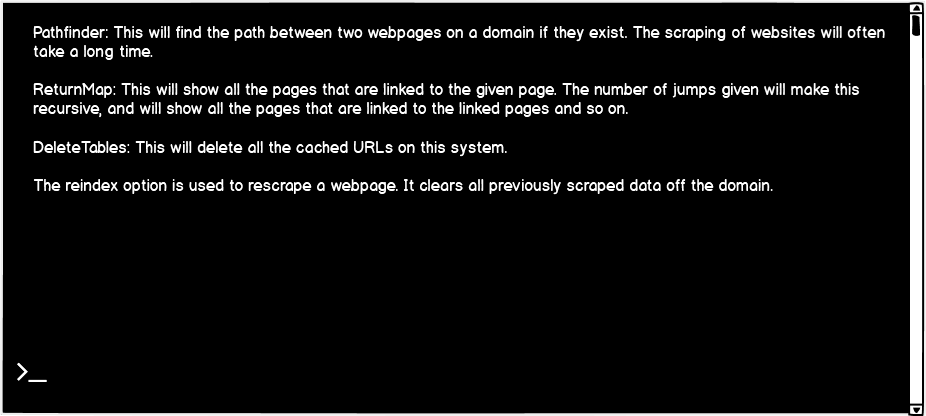 Pathfinder: This will find the path between two webpages on a domain if they exist. The scraping of websites will often
take a long time.
ReturnMap: This will show all the pages that are linked to the given page. The number of jumps given will make this
recursive, and will show all the pages that are linked to the linked pages and so on.
DeleteTables: This will delete all the cached URLs on this system.
The reindex option is used to rescrape a webpage. It clears all previously scraped data off the domain.
>_